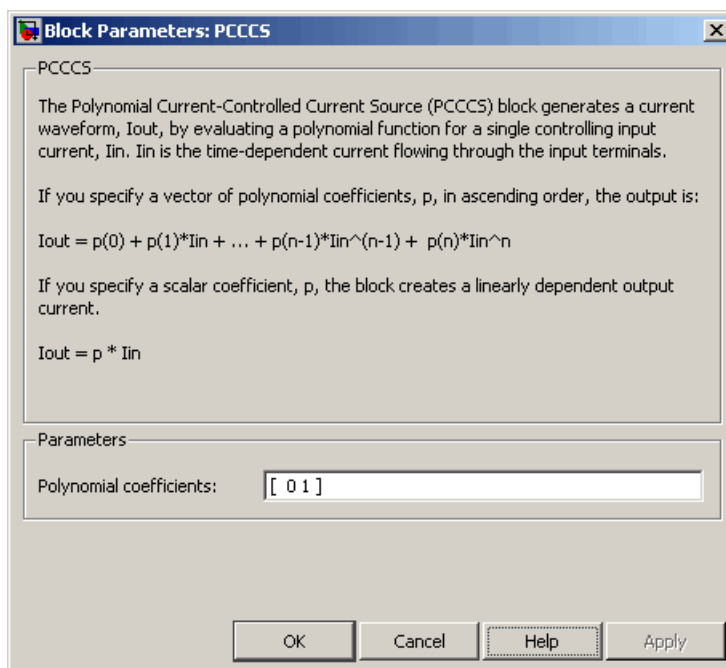 Block Parameters: PCCCS
PCCCS
The Polynomial Current-Controlled Current Source (PCCCS) block generates a current
waveform, Iout, by evaluating a polynomial function for a single controlling input
current, Iin. Iin is the time-dependent current flowing through the input terminals.
If you specify a vector of polynomial coefficients, p, in ascending order, the output is:
Iout = p(0) + p(1)*Iin + ... + p(n-1)*Iin^(n-1) + p(n)*Iin^n
If you specify a scalar coefficient, p, the block creates a linearly dependent output
current.
Iout = p * Iin
Parameters
Polynomial coefficients: [ 0 1 ]
OK Cancel Help Apply